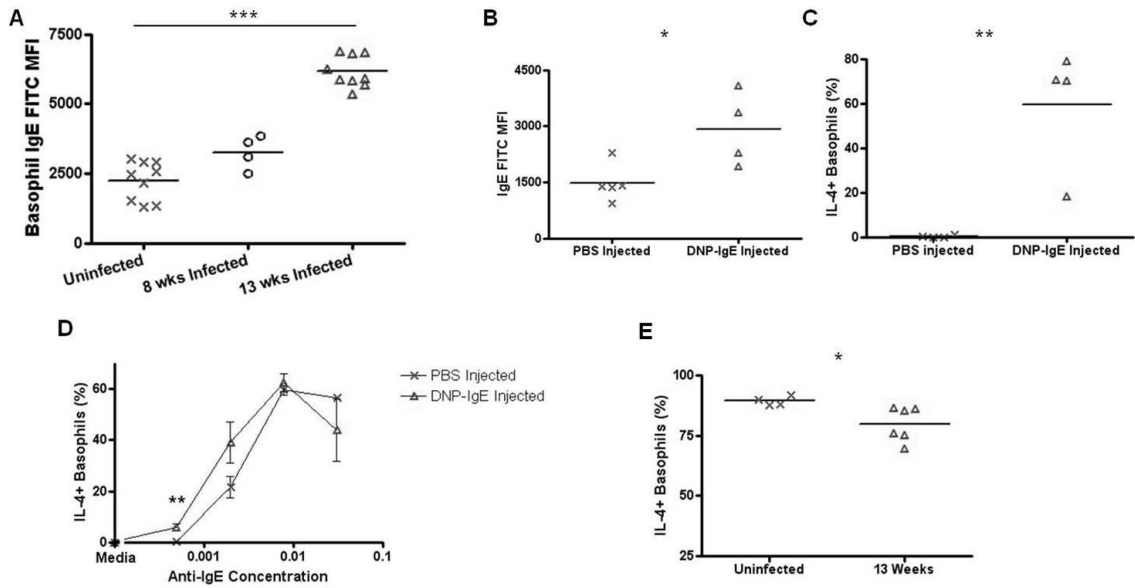 A
***
Basophil IgE FITC MFI
7500
5000
2500
0
Uninfected
8 wks Infected
13 wks Infected
B
*
IgE FITC MFI
4500
3000
1500
0
PBS Injected
DNP-IgE Injected
C
**
IL-4+ Basophils (%)
80
60
40
20
0
PBS injected
DNP-IgE Injected
D
IL-4+ Basophils (%)
60
40
20
0
**
Media
0.001
0.01
0.1
Anti-IgE Concentration
PBS Injected
DNP-IgE Injected
E
*
IL-4+ Basophils (%)
100
75
50
25
Uninfected
13 Weeks